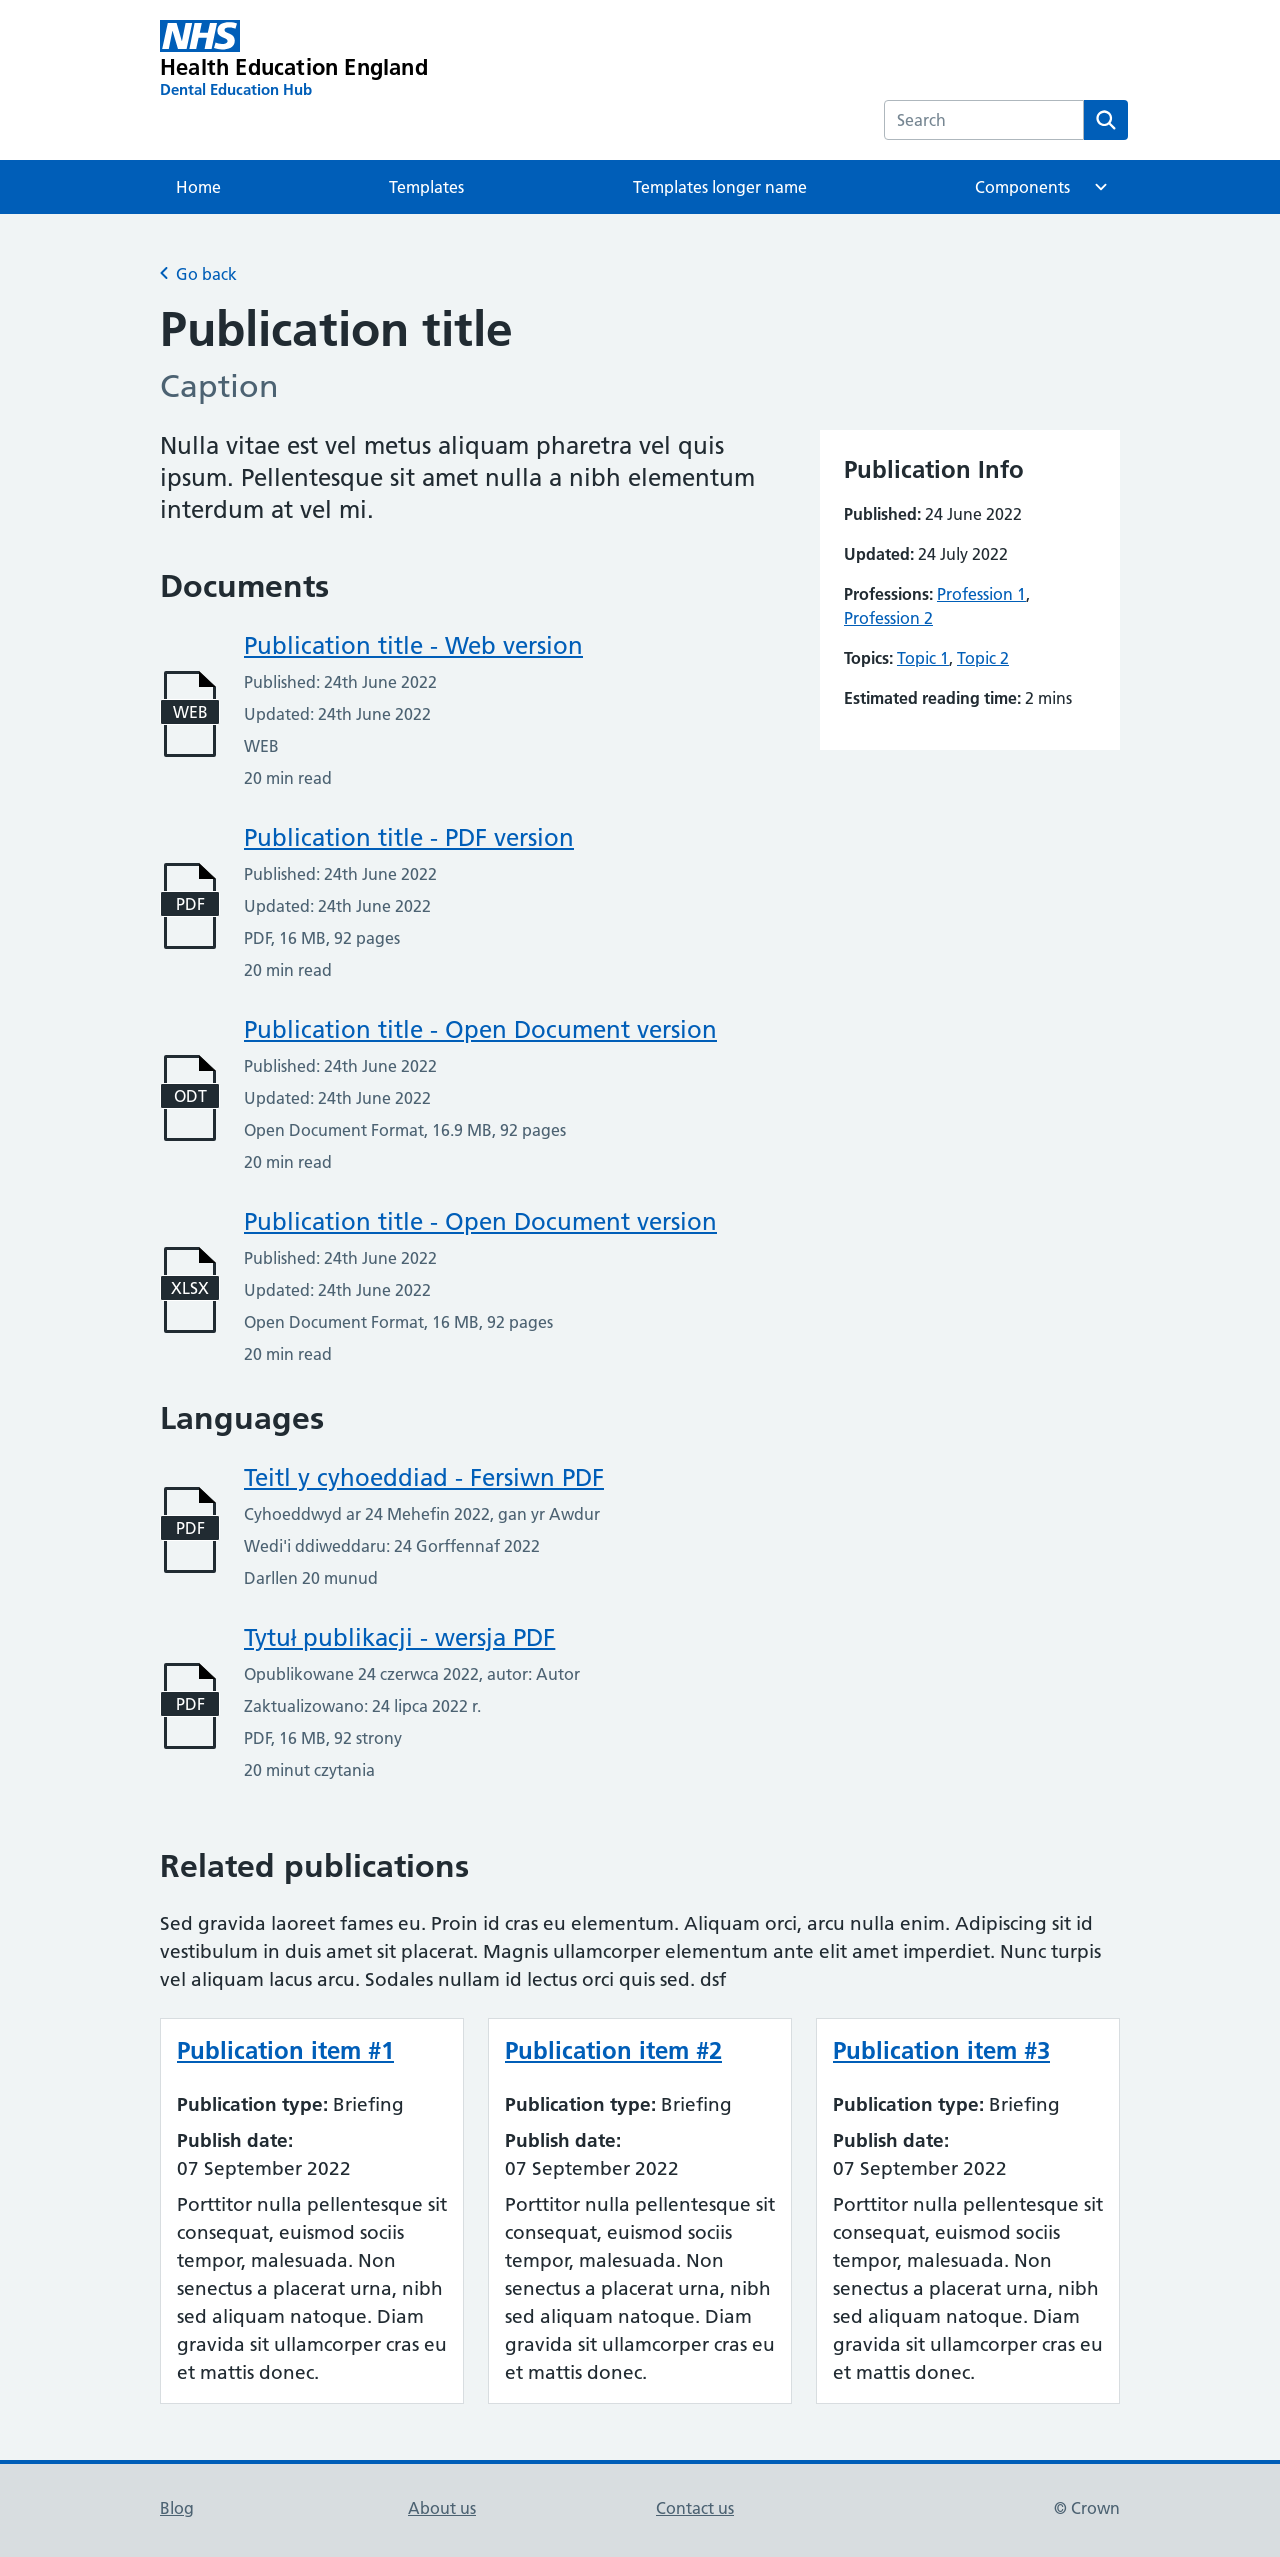 NHS
Health Education England
Dental Education Hub
Search
Home
Templates
Templates longer name
Components
Go back
Publication title
Caption
Nulla vitae est vel metus aliquam pharetra vel quis
ipsum. Pellentesque sit amet nulla a nibh elementum
interdum at vel mi.
Publication Info
Published: 24 June 2022
Updated: 24 July 2022
Professions: Profession 1,
Profession 2
Topics: Topic 1, Topic 2
Estimated reading time: 2 mins
Documents
WEB
Publication title - Web version
Published: 24th June 2022
Updated: 24th June 2022
WEB
20 min read
PDF
Publication title - PDF version
Published: 24th June 2022
Updated: 24th June 2022
PDF, 16 MB, 92 pages
20 min read
ODT
Publication title - Open Document version
Published: 24th June 2022
Updated: 24th June 2022
Open Document Format, 16.9 MB, 92 pages
20 min read
XLSX
Publication title - Open Document version
Published: 24th June 2022
Updated: 24th June 2022
Open Document Format, 16 MB, 92 pages
20 min read
Languages
PDF
Teitl y cyhoeddiad - Fersiwn PDF
Cyhoeddwyd ar 24 Mehefin 2022, gan yr Awdur
Wedi'i ddiweddaru: 24 Gorffennaf 2022
Darllen 20 munud
PDF
Tytuł publikacji - wersja PDF
Opublikowane 24 czerwca 2022, autor: Autor
Zaktualizowano: 24 lipca 2022 r.
PDF, 16 MB, 92 strony
20 minut czytania
Related publications
Sed gravida laoreet fames eu. Proin id cras eu elementum. Aliquam orci, arcu nulla enim. Adipiscing sit id
vestibulum in duis amet sit placerat. Magnis ullamcorper elementum ante elit amet imperdiet. Nunc turpis
vel aliquam lacus arcu. Sodales nullam id lectus orci quis sed. dsf
Publication item #1
Publication type: Briefing
Publish date:
07 September 2022
Porttitor nulla pellentesque sit
consequat, euismod sociis
tempor, malesuada. Non
senectus a placerat urna, nibh
sed aliquam natoque. Diam
gravida sit ullamcorper cras eu
et mattis donec.
Publication item #2
Publication type: Briefing
Publish date:
07 September 2022
Porttitor nulla pellentesque sit
consequat, euismod sociis
tempor, malesuada. Non
senectus a placerat urna, nibh
sed aliquam natoque. Diam
gravida sit ullamcorper cras eu
et mattis donec.
Publication item #3
Publication type: Briefing
Publish date:
07 September 2022
Porttitor nulla pellentesque sit
consequat, euismod sociis
tempor, malesuada. Non
senectus a placerat urna, nibh
sed aliquam natoque. Diam
gravida sit ullamcorper cras eu
et mattis donec.
Blog
About us
Contact us
© Crown